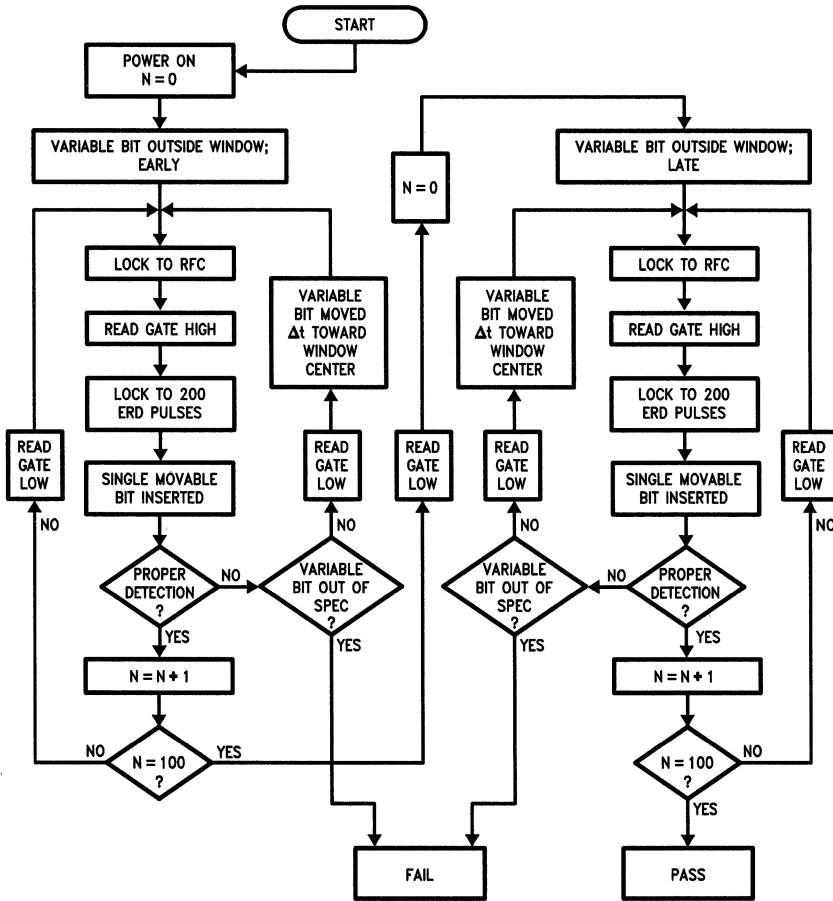 START
POWER ON
N = 0
VARIABLE BIT OUTSIDE WINDOW;
EARLY
LOCK TO RFC
READ GATE HIGH
LOCK TO 200
ERD PULSES
SINGLE MOVABLE
BIT INSERTED
PROPER
DETECTION
?
NO
YES
N = N + 1
N = 100
?
NO
YES
READ
GATE
LOW
NO
VARIABLE
BIT MOVED
Δt TOWARD
WINDOW
CENTER
READ
GATE
LOW
NO
VARIABLE
BIT OUT OF
SPEC
?
YES
READ
GATE
LOW
N = 0
VARIABLE BIT OUTSIDE WINDOW;
LATE
LOCK TO RFC
READ GATE HIGH
LOCK TO 200
ERD PULSES
SINGLE MOVABLE
BIT INSERTED
PROPER
DETECTION
?
NO
YES
N = N + 1
N = 100
?
NO
YES
READ
GATE
LOW
NO
VARIABLE
BIT MOVED
Δt TOWARD
WINDOW
CENTER
READ
GATE
LOW
NO
VARIABLE
BIT OUT OF
SPEC
?
YES
FAIL
PASS